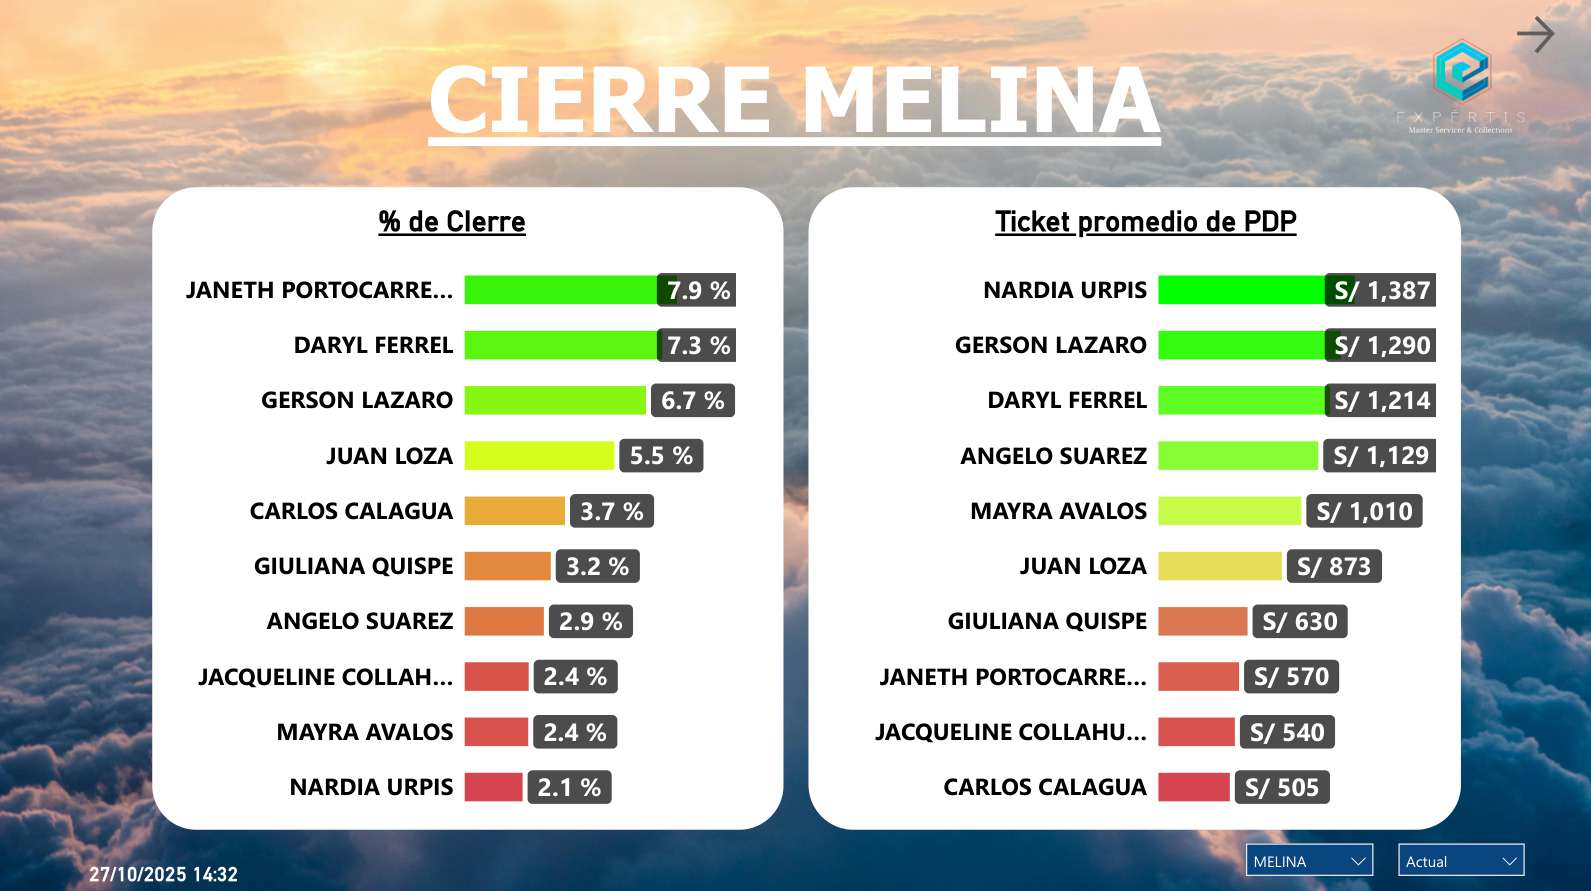 CIERRE MELINA
EXPERTIS
Master Servicer & Collections
% de CIerre
JANETH PORTOCARRE... 7.9 %
DARYL FERREL 7.3 %
GERSON LAZARO 6.7 %
JUAN LOZA 5.5 %
CARLOS CALAGUA 3.7 %
GIULIANA QUISPE 3.2 %
ANGELO SUAREZ 2.9 %
JACQUELINE COLLAH... 2.4 %
MAYRA AVALOS 2.4 %
NARDIA URPIS 2.1 %
Ticket promedio de PDP
NARDIA URPIS S/ 1,387
GERSON LAZARO S/ 1,290
DARYL FERREL S/ 1,214
ANGELO SUAREZ S/ 1,129
MAYRA AVALOS S/ 1,010
JUAN LOZA S/ 873
GIULIANA QUISPE S/ 630
JANETH PORTOCARRE... S/ 570
JACQUELINE COLLAHU... S/ 540
CARLOS CALAGUA S/ 505
27/10/2025 14:32
MELINA
Actual